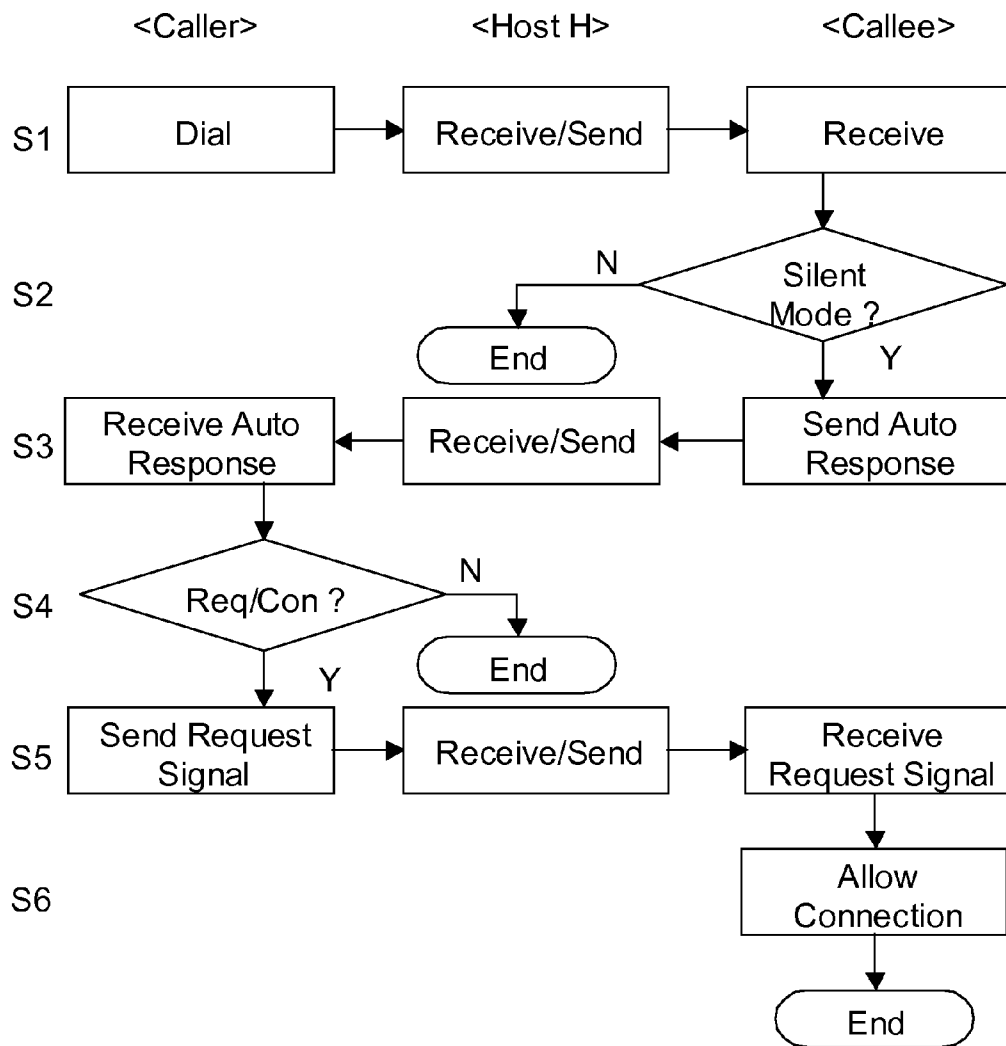 <Caller> <Host H> <Callee>
S1 Dial Receive/Send Receive
S2 N Silent
Mode ?
End Y
S3 Receive Auto
Response Receive/Send Send Auto
Response
S4 Req/Con ? N
End
Y
S5 Send Request
Signal Receive/Send Receive
Request Signal
S6 Allow
Connection
End